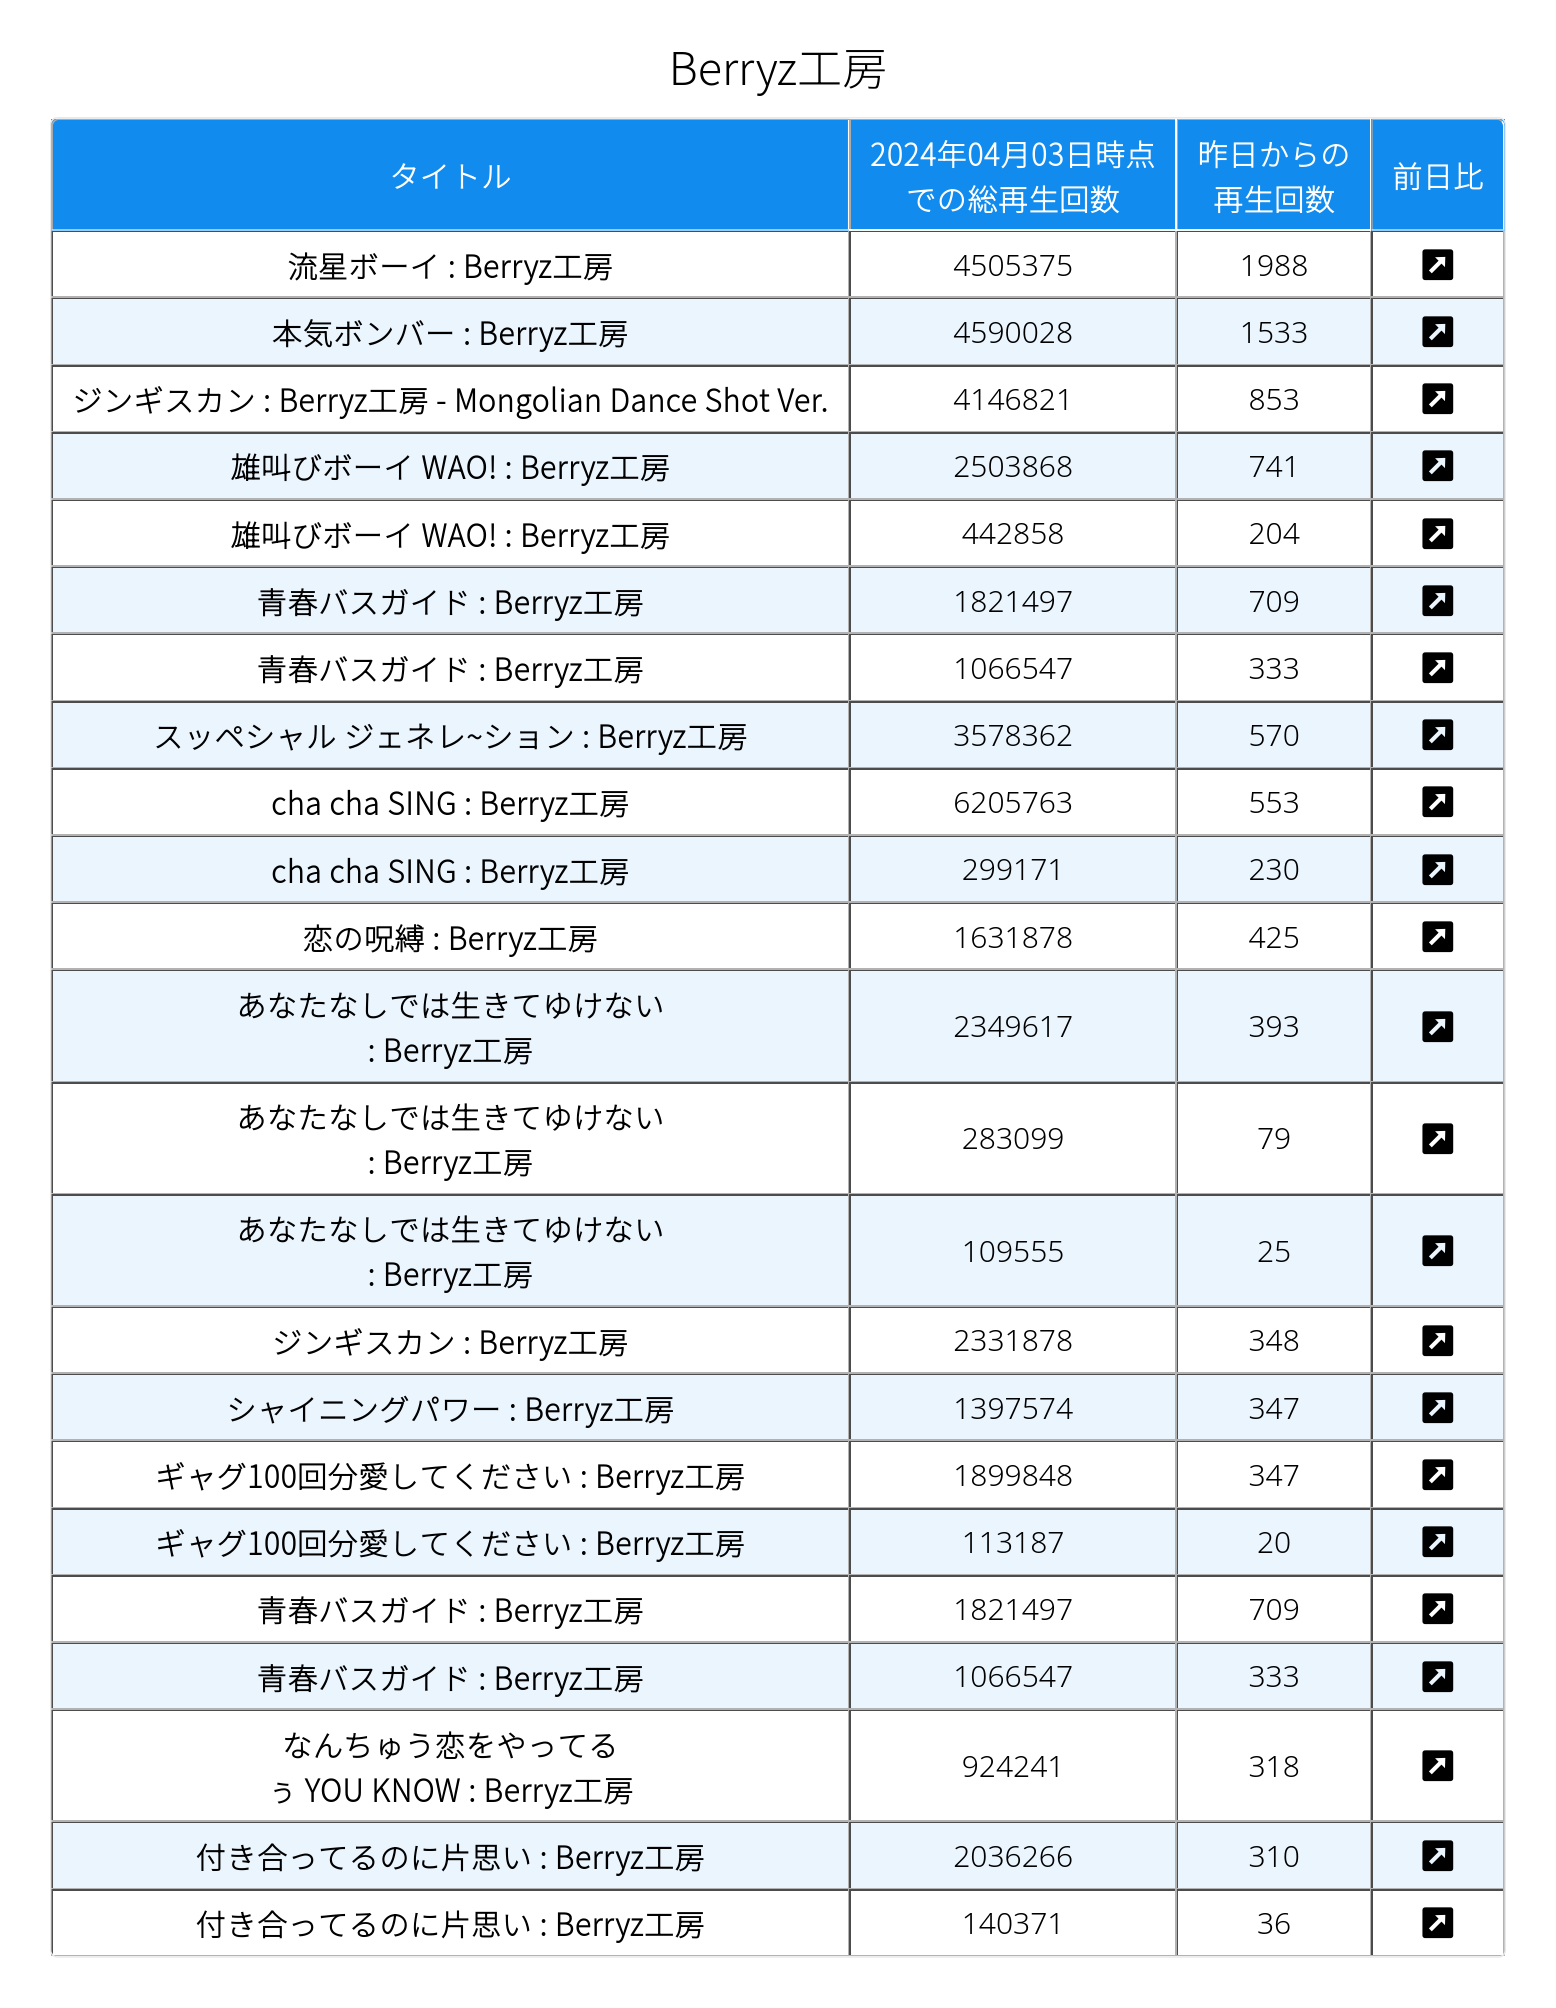 Berryz工房
タイトル
2024年04月03日時点
での総再生回数
昨日からの
再生回数
前日比
流星ボーイ : Berryz工房 4505375 1988
本気ボンバー : Berryz工房 4590028 1533
ジンギスカン : Berryz工房 - Mongolian Dance Shot Ver. 4146821 853
雄叫びボーイ WAO! : Berryz工房 2503868 741
雄叫びボーイ WAO! : Berryz工房 442858 204
青春バスガイド : Berryz工房 1821497 709
青春バスガイド : Berryz工房 1066547 333
スッペシャル ジェネレ~ション : Berryz工房 3578362 570
cha cha SING : Berryz工房 6205763 553
cha cha SING : Berryz工房 299171 230
恋の呪縛 : Berryz工房 1631878 425
あなたなしでは生きてゆけない
: Berryz工房 2349617 393
あなたなしでは生きてゆけない
: Berryz工房 283099 79
あなたなしでは生きてゆけない
: Berryz工房 109555 25
ジンギスカン : Berryz工房 2331878 348
シャイニングパワー : Berryz工房 1397574 347
ギャグ100回分愛してください : Berryz工房 1899848 347
ギャグ100回分愛してください : Berryz工房 113187 20
青春バスガイド : Berryz工房 1821497 709
青春バスガイド : Berryz工房 1066547 333
なんちゅう恋をやってる
ぅ YOU KNOW : Berryz工房 924241 318
付き合ってるのに片思い : Berryz工房 2036266 310
付き合ってるのに片思い : Berryz工房 140371 36